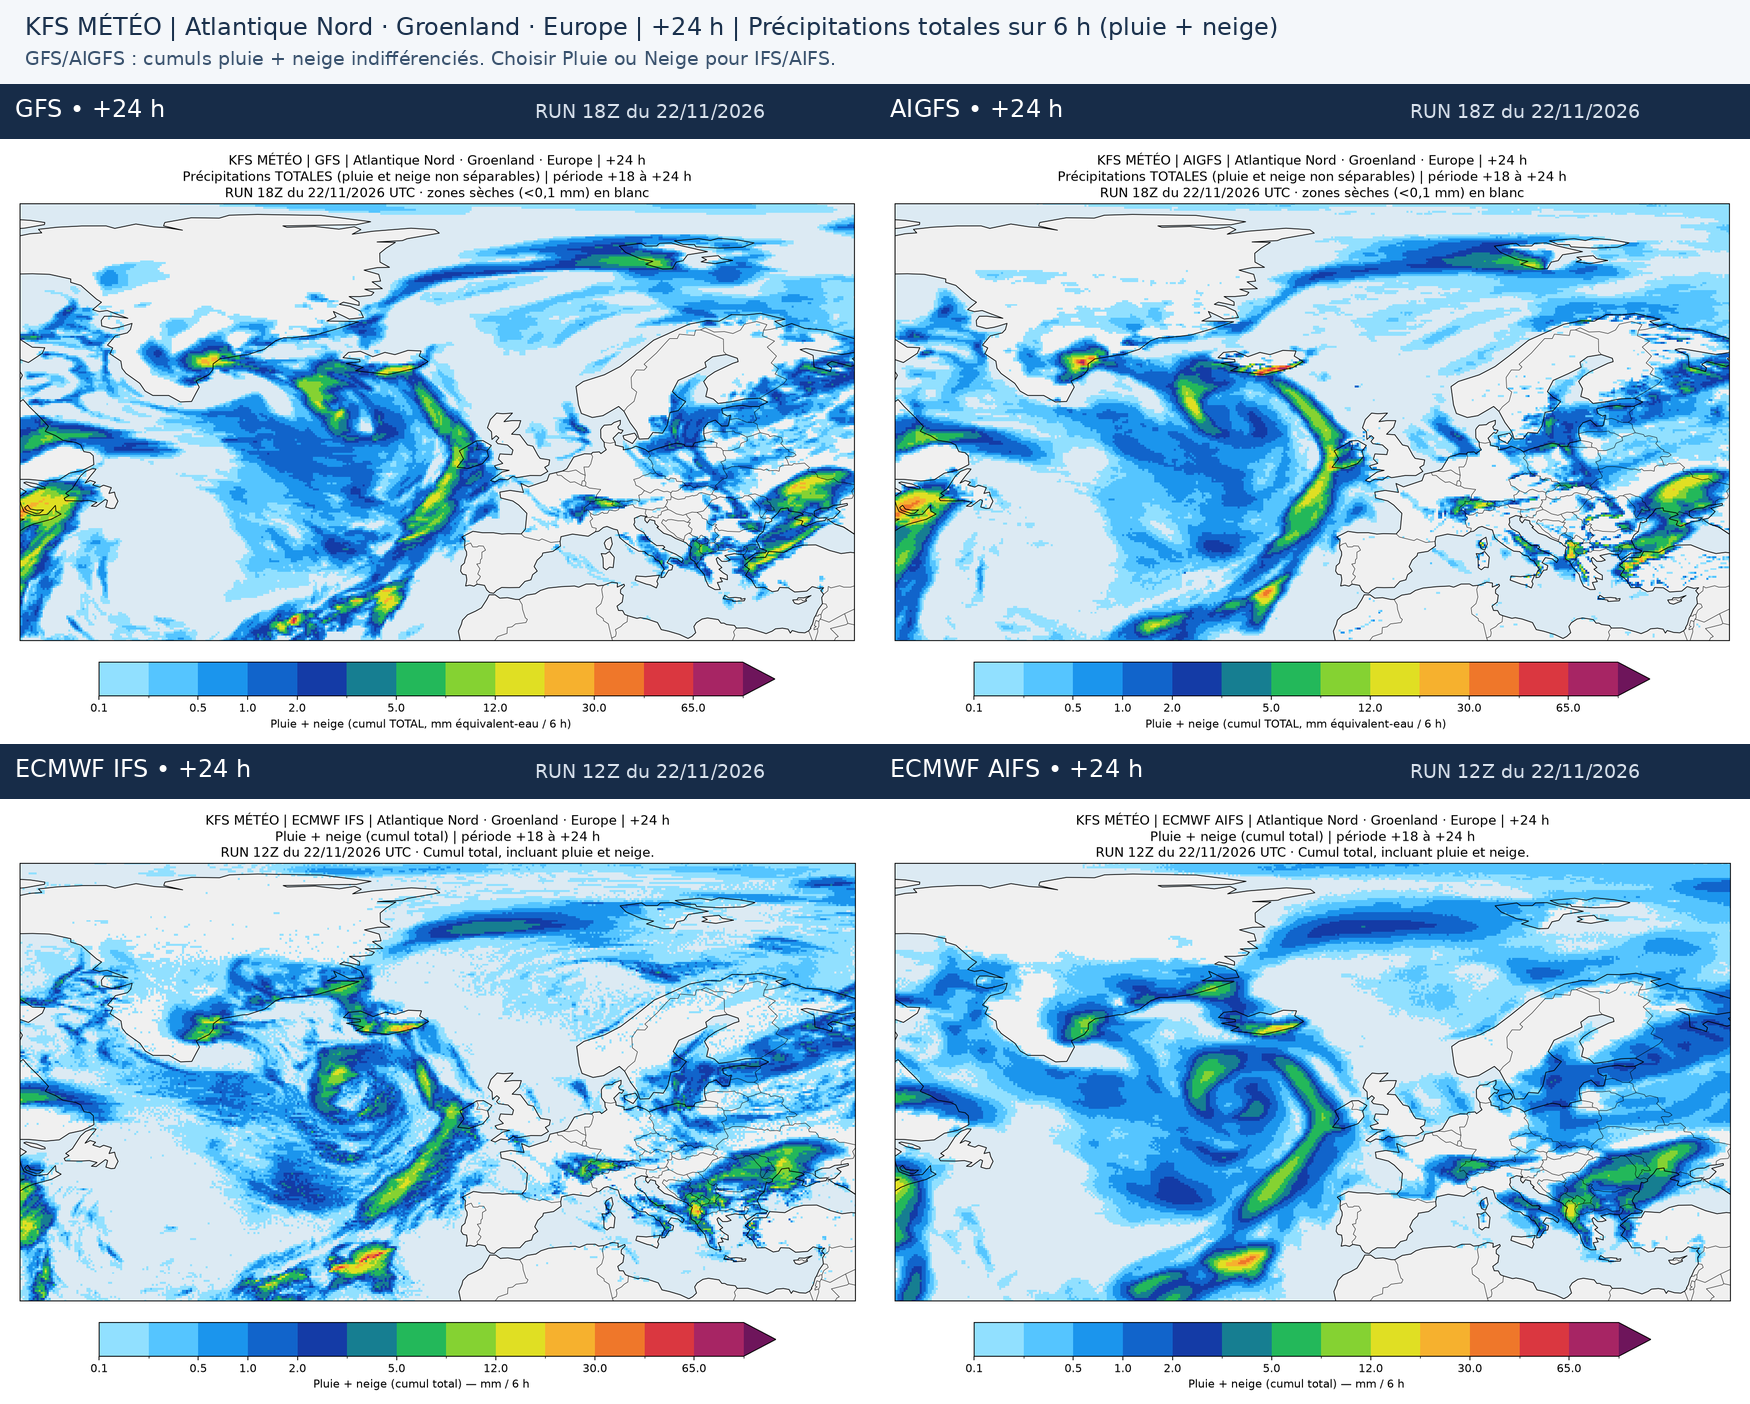 KFS MÉTÉO | Atlantique Nord · Groenland · Europe | +24 h | Précipitations totales sur 6 h (pluie + neige)
GFS/AIGFS : cumuls pluie + neige indifférenciés. Choisir Pluie ou Neige pour IFS/AIFS.
GFS • +24 h
RUN 18Z du 22/11/2026
AIGFS • +24 h
RUN 18Z du 22/11/2026
KFS MÉTÉO | GFS | Atlantique Nord · Groenland · Europe | +24 h
Précipitations TOTALES (pluie et neige non séparables) | période +18 à +24 h
RUN 18Z du 22/11/2026 UTC · zones sèches (<0,1 mm) en blanc
KFS MÉTÉO | AIGFS | Atlantique Nord · Groenland · Europe | +24 h
Précipitations TOTALES (pluie et neige non séparables) | période +18 à +24 h
RUN 18Z du 22/11/2026 UTC · zones sèches (<0,1 mm) en blanc
0.1 0.5 1.0 2.0 5.0 12.0 30.0 65.0
Pluie + neige (cumul TOTAL, mm équivalent-eau / 6 h)
0.1 0.5 1.0 2.0 5.0 12.0 30.0 65.0
Pluie + neige (cumul TOTAL, mm équivalent-eau / 6 h)
ECMWF IFS • +24 h
RUN 12Z du 22/11/2026
ECMWF AIFS • +24 h
RUN 12Z du 22/11/2026
KFS MÉTÉO | ECMWF IFS | Atlantique Nord · Groenland · Europe | +24 h
Pluie + neige (cumul total) | période +18 à +24 h
RUN 12Z du 22/11/2026 UTC · Cumul total, incluant pluie et neige.
KFS MÉTÉO | ECMWF AIFS | Atlantique Nord · Groenland · Europe | +24 h
Pluie + neige (cumul total) | période +18 à +24 h
RUN 12Z du 22/11/2026 UTC · Cumul total, incluant pluie et neige.
0.1 0.5 1.0 2.0 5.0 12.0 30.0 65.0
Pluie + neige (cumul total) — mm / 6 h
0.1 0.5 1.0 2.0 5.0 12.0 30.0 65.0
Pluie + neige (cumul total) — mm / 6 h